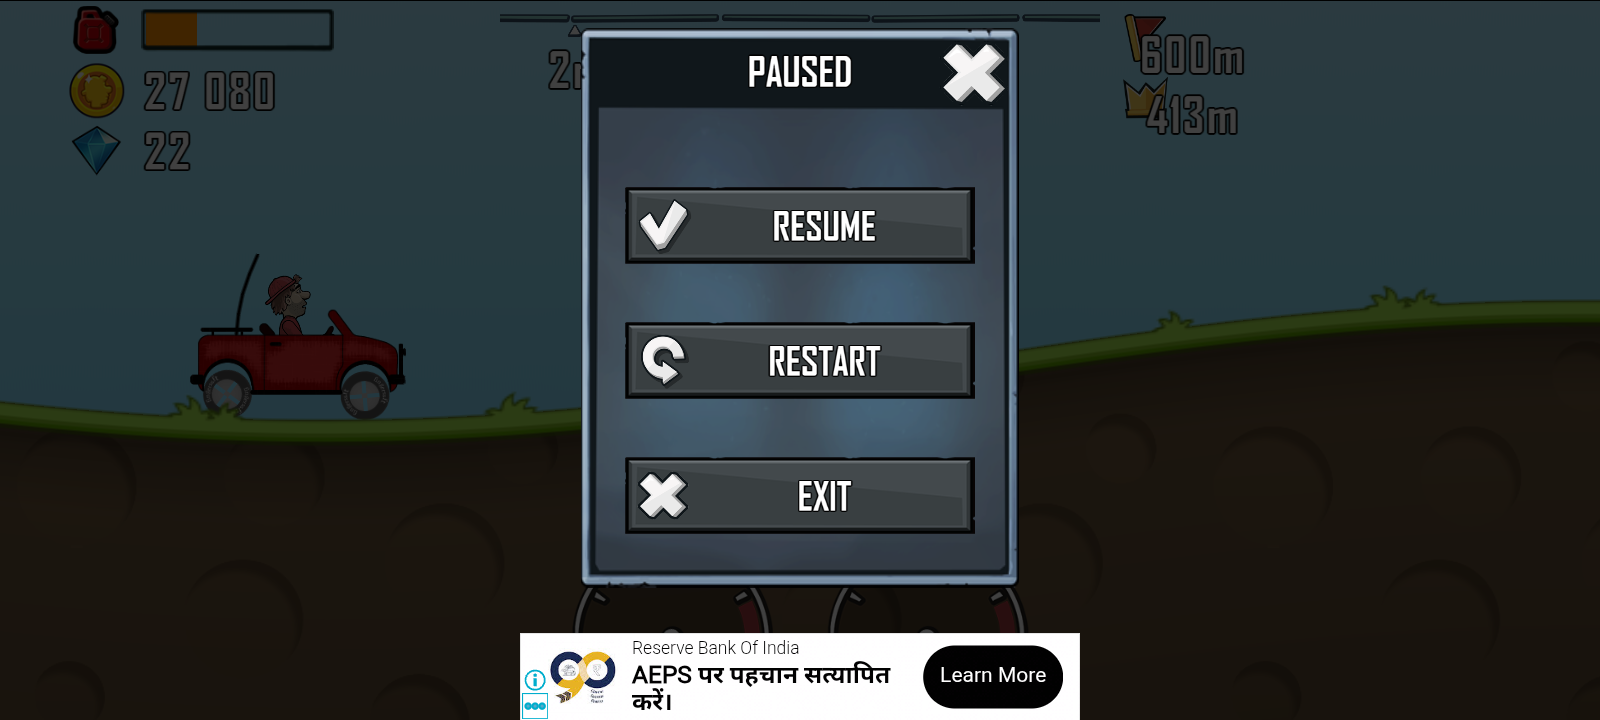 27 080
22
PAUSED
600m
413m
RESUME
RESTART
EXIT
Reserve Bank Of India
AEPS पर पहचान सत्यापित
करें।
Learn More